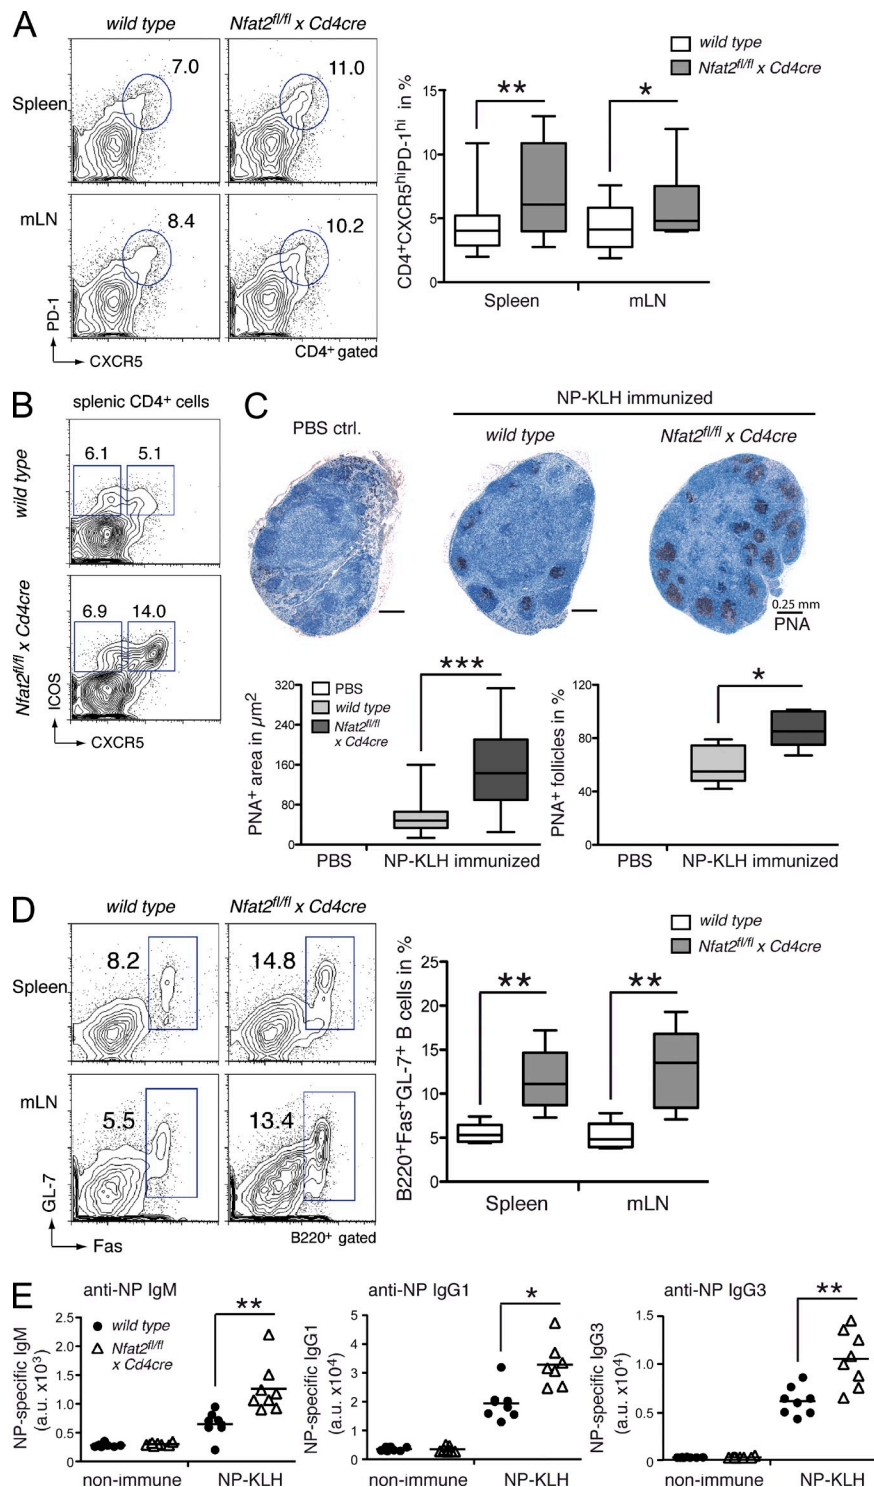 A
wild type
Nfat2fl/fl x Cd4cre
Spleen
7.0
11.0
mLN
8.4
10.2
PD-1
CXCR5
CD4+ gated
wild type
Nfat2fl/fl x Cd4cre
CD4+CXCR5hiPD-1hi in %
15
10
5
0
**
*
Spleen
mLN
B
splenic CD4+ cells
wild type
6.1
5.1
Nfat2fl/fl x Cd4cre
6.9
14.0
ICOS
CXCR5
C
NP-KLH immunized
PBS ctrl.
wild type
Nfat2fl/fl x Cd4cre
0.25 mm
PNA
PNA+ area in µm2
320
240
160
80
0
PBS
wild type
Nfat2fl/fl
x Cd4cre
***
PBS
NP-KLH immunized
PNA+ follicles in %
120
80
40
0
*
PBS
NP-KLH immunized
D
wild type
Nfat2fl/fl x Cd4cre
Spleen
8.2
14.8
mLN
5.5
13.4
GL-7
Fas
B220+ gated
wild type
Nfat2fl/fl x Cd4cre
B220+Fas+GL-7+ B cells in %
25
20
15
10
5
0
**
**
Spleen
mLN
E
anti-NP IgM
NP-specific IgM
(a.u. x103)
2.5
2.0
1.5
1.0
0.5
0
wild type
Nfat2fl/fl
x Cd4cre
**
non-immune
NP-KLH
anti-NP IgG1
NP-specific IgG1
(a.u. x104)
5
4
3
2
1
0
*
non-immune
NP-KLH
anti-NP IgG3
NP-specific IgG3
(a.u. x104)
1.5
1.0
0.5
0
**
non-immune
NP-KLH